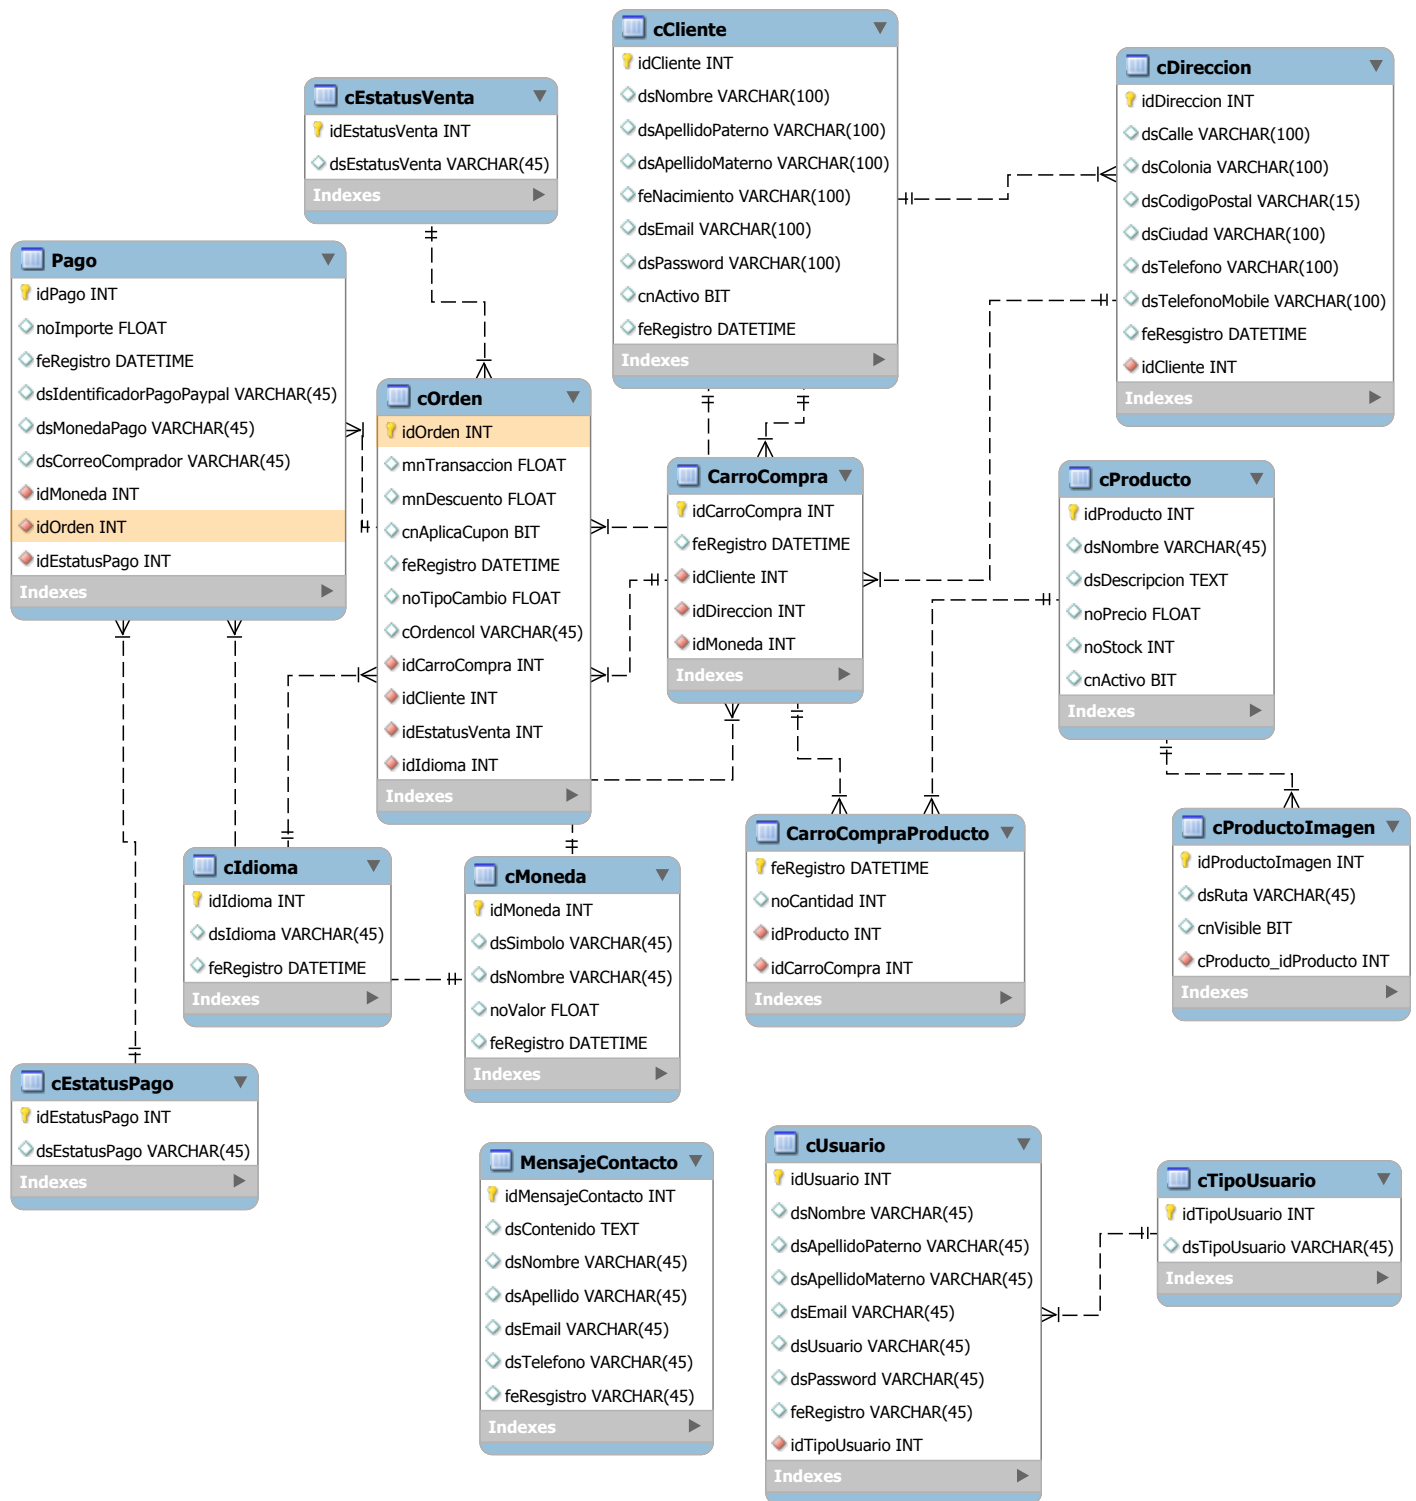 cCliente
idCliente INT
dsNombre VARCHAR(100)
dsApellidoPaterno VARCHAR(100)
dsApellidoMaterno VARCHAR(100)
feNacimiento VARCHAR(100)
dsEmail VARCHAR(100)
dsPassword VARCHAR(100)
cnActivo BIT
feRegistro DATETIME
Indexes
cDireccion
idDireccion INT
dsCalle VARCHAR(100)
dsColonia VARCHAR(100)
dsCodigoPostal VARCHAR(15)
dsCiudad VARCHAR(100)
dsTelefono VARCHAR(100)
dsTelefonoMobile VARCHAR(100)
feResgistro DATETIME
idCliente INT
Indexes
cEstatusVenta
idEstatusVenta INT
dsEstatusVenta VARCHAR(45)
Indexes
Pago
idPago INT
noImporte FLOAT
feRegistro DATETIME
dsIdentificadorPagoPaypal VARCHAR(45)
dsMonedaPago VARCHAR(45)
dsCorreoComprador VARCHAR(45)
idMoneda INT
idOrden INT
idEstatusPago INT
Indexes
cOrden
idOrden INT
mnTransaccion FLOAT
mnDescuento FLOAT
cnAplicaCupon BIT
feRegistro DATETIME
noTipoCambio FLOAT
cOrdencol VARCHAR(45)
idCarroCompra INT
idCliente INT
idEstatusVenta INT
idIdioma INT
Indexes
CarroCompra
idCarroCompra INT
feRegistro DATETIME
idCliente INT
idDireccion INT
idMoneda INT
Indexes
cProducto
idProducto INT
dsNombre VARCHAR(45)
dsDescripcion TEXT
noPrecio FLOAT
noStock INT
cnActivo BIT
Indexes
CarroCompraProducto
feRegistro DATETIME
noCantidad INT
idProducto INT
idCarroCompra INT
Indexes
cProductoImagen
idProductoImagen INT
dsRuta VARCHAR(45)
cnVisible BIT
cProducto_idProducto INT
Indexes
cIdioma
idIdioma INT
dsIdioma VARCHAR(45)
feRegistro DATETIME
Indexes
cMoneda
idMoneda INT
dsSimbolo VARCHAR(45)
dsNombre VARCHAR(45)
noValor FLOAT
feRegistro DATETIME
Indexes
cEstatusPago
idEstatusPago INT
dsEstatusPago VARCHAR(45)
Indexes
MensajeContacto
idMensajeContacto INT
dsContenido TEXT
dsNombre VARCHAR(45)
dsApellido VARCHAR(45)
dsEmail VARCHAR(45)
dsTelefono VARCHAR(45)
feResgistro VARCHAR(45)
Indexes
cUsuario
idUsuario INT
dsNombre VARCHAR(45)
dsApellidoPaterno VARCHAR(45)
dsApellidoMaterno VARCHAR(45)
dsEmail VARCHAR(45)
dsUsuario VARCHAR(45)
dsPassword VARCHAR(45)
feRegistro VARCHAR(45)
idTipoUsuario INT
Indexes
cTipoUsuario
idTipoUsuario INT
dsTipoUsuario VARCHAR(45)
Indexes